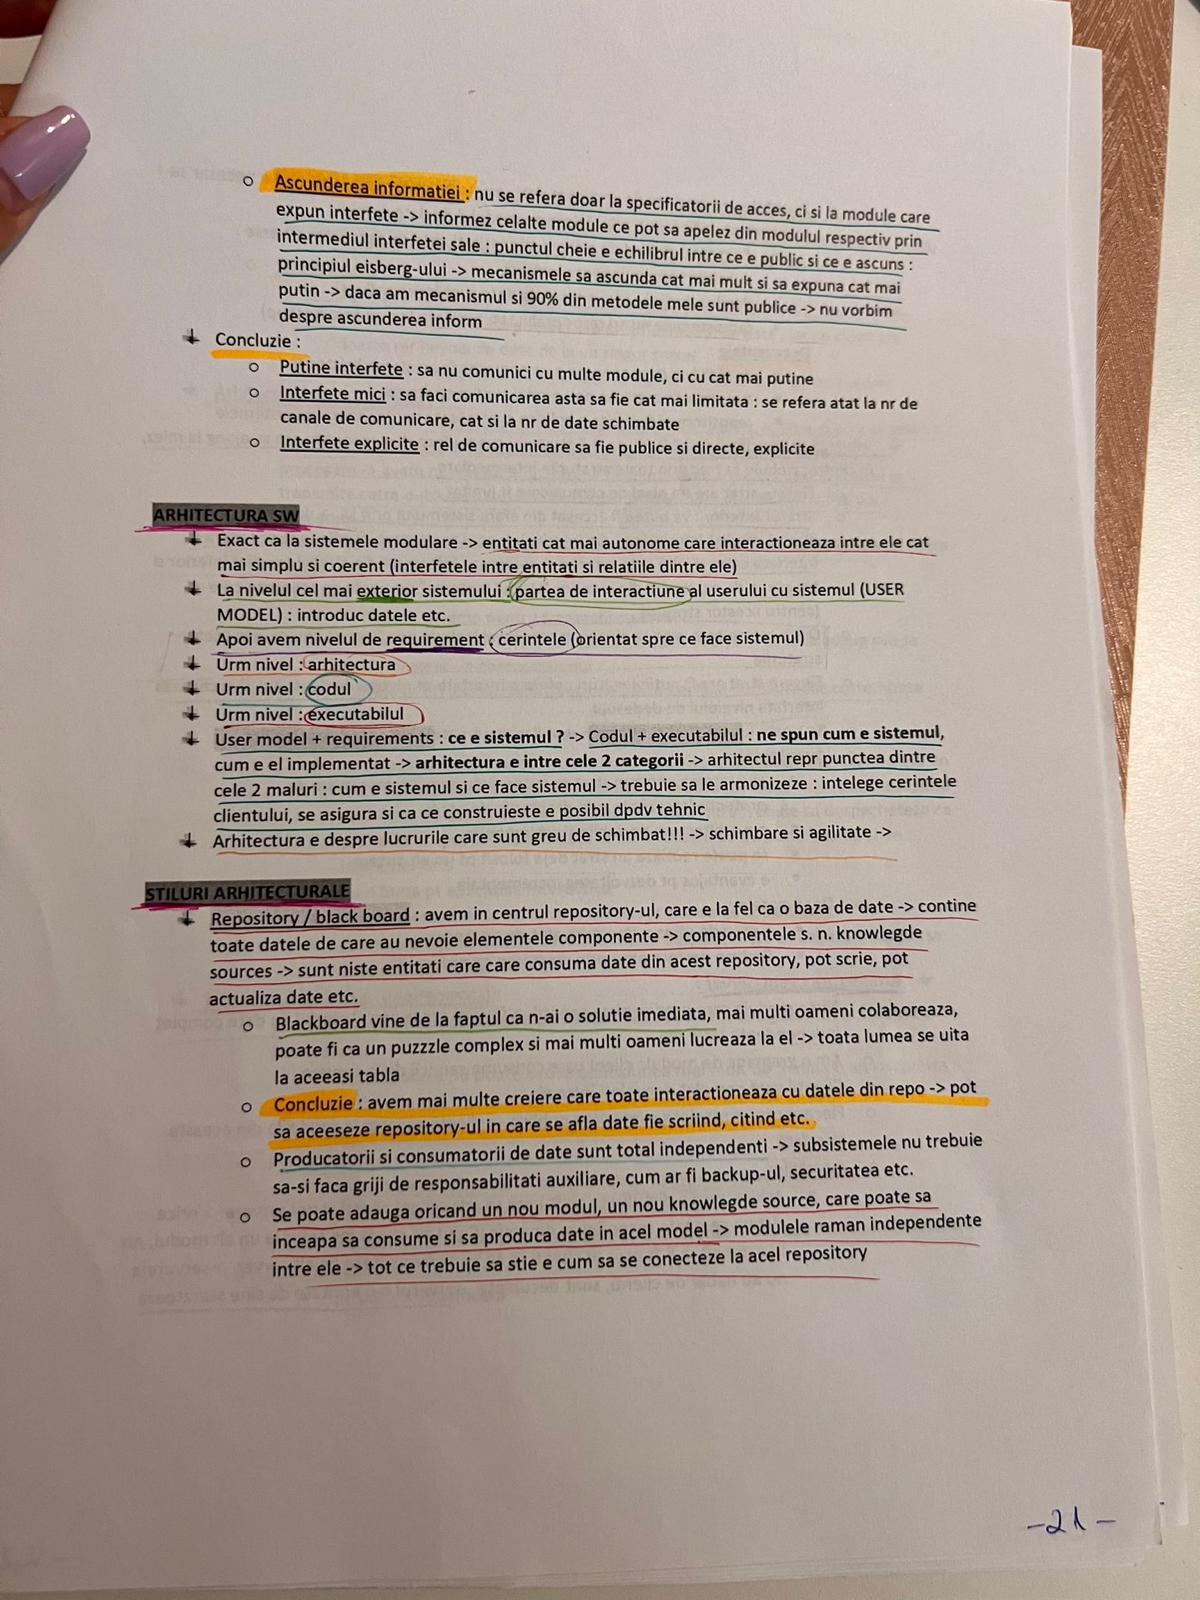 ○ Ascunderea informatiei : nu se refera doar la specificatorii de acces, ci si la module care
expun interfete -> informez celalte module ce pot sa apelez din modulul respectiv prin
intermediul interfetei sale : punctul cheie e echilibrul intre ce e public si ce e ascuns :
principiul eisberg-ului -> mecanismele sa ascunda cat mai mult si sa expuna cat mai
putin -> daca am mecanismul si 90% din metodele mele sunt publice -> nu vorbim
despre ascunderea inform
Concluzie :
○ Putine interfete : sa nu comunici cu multe module, ci cu cat mai putine
○ Interfete mici : sa faci comunicarea asta sa fie cat mai limitata : se refera atat la nr de
canale de comunicare, cat si la nr de date schimbate
○ Interfete explicite : rel de comunicare sa fie publice si directe, explicite
ARHITECTURA SW
Exact ca la sistemele modulare -> entitati cat mai autonome care interactioneaza intre ele cat
mai simplu si coerent (interfetele intre entitati si relatiile dintre ele)
La nivelul cel mai exterior sistemului : partea de interactiune al userului cu sistemul (USER
MODEL) : introduc datele etc.
Apoi avem nivelul de requirement : cerintele (orientat spre ce face sistemul)
Urm nivel : arhitectura
Urm nivel : codul
Urm nivel : executabilul
User model + requirements : ce e sistemul ? -> Codul + executabilul : ne spun cum e sistemul,
cum e el implementat -> arhitectura e intre cele 2 categorii -> arhitectul repr punctea dintre
cele 2 maluri : cum e sistemul si ce face sistemul -> trebuie sa le armonizeze : intelege cerintele
clientului, se asigura si ca ce construieste e posibil dpdv tehnic
Arhitectura e despre lucrurile care sunt greu de schimbat!!! -> schimbare si agilitate ->
STILURI ARHITECTURALE
Repository / black board : avem in centrul repository-ul, care e la fel ca o baza de date -> contine
toate datele de care au nevoie elementele componente -> componentele s. n. knowlegde
sources -> sunt niste entitati care care consuma date din acest repository, pot scrie, pot
actualiza date etc.
○ Blackboard vine de la faptul ca n-ai o solutie imediata, mai multi oameni colaboreaza,
poate fi ca un puzzzle complex si mai multi oameni lucreaza la el -> toata lumea se uita
la aceeasi tabla
○ Concluzie : avem mai multe creiere care toate interactioneaza cu datele din repo -> pot
sa aceeseze repository-ul in care se afla date fie scriind, citind etc.
○ Producatorii si consumatorii de date sunt total independenti -> subsistemele nu trebuie
sa-si faca griji de responsabilitati auxiliare, cum ar fi backup-ul, securitatea etc.
○ Se poate adauga oricand un nou modul, un nou knowlegde source, care poate sa
inceapa sa consume si sa produca date in acel model -> modulele raman independente
intre ele -> tot ce trebuie sa stie e cum sa se conecteze la acel repository
-21-